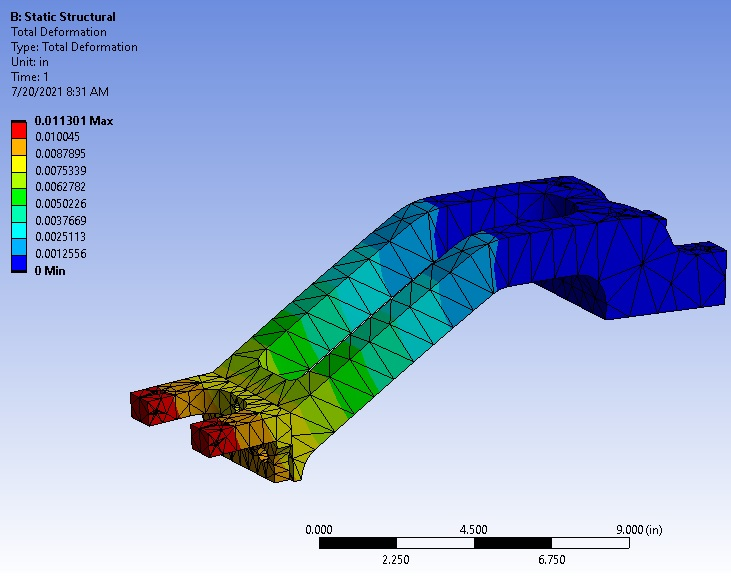 B: Static Structural
Total Deformation
Type: Total Deformation
Unit: in
Time: 1
7/20/2021 8:31 AM
0.011301 Max
0.010045
0.0087895
0.0075339
0.0062782
0.0050226
0.0037669
0.0025113
0.0012556
0 Min
0.000 4.500 9.000 (in)
2.250 6.750